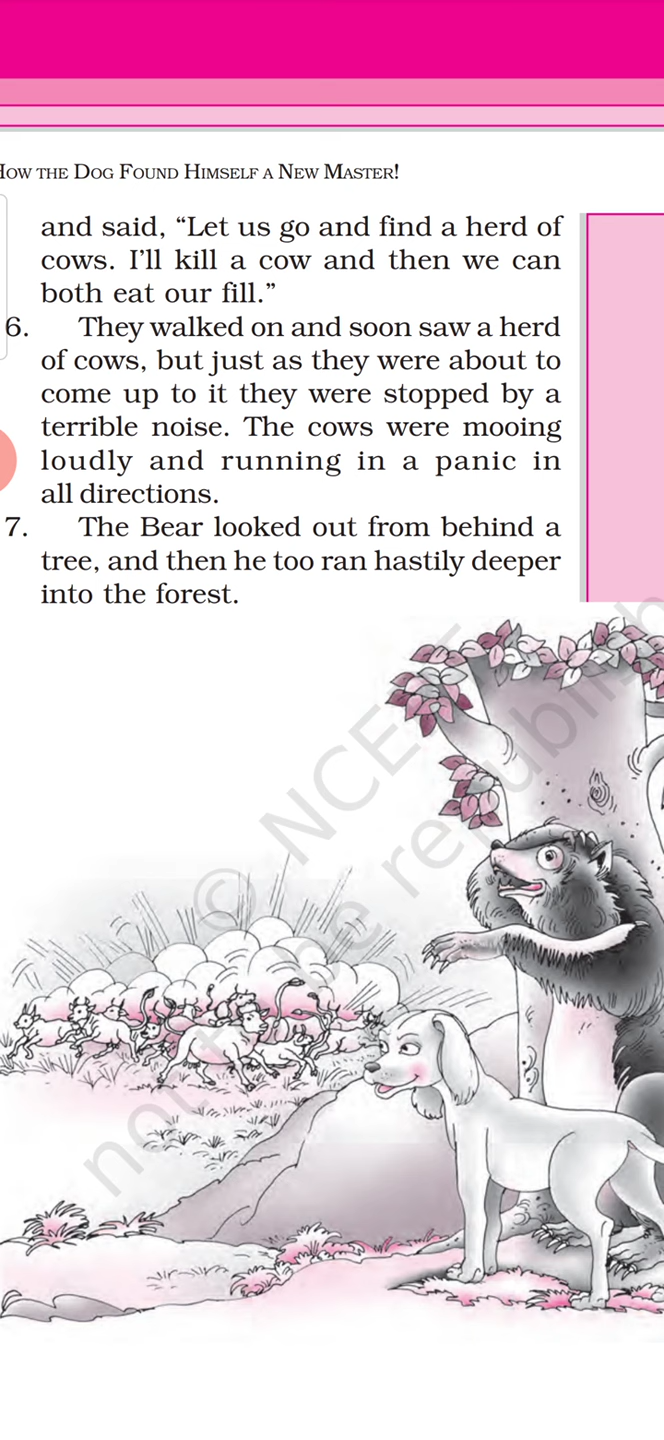 HOW THE DOG FOUND HIMSELF A NEW MASTER!
and said, “Let us go and find a herd of
cows. I’ll kill a cow and then we can
both eat our fill.”
6. They walked on and soon saw a herd
of cows, but just as they were about to
come up to it they were stopped by a
terrible noise. The cows were mooing
loudly and running in a panic in
all directions.
7. The Bear looked out from behind a
tree, and then he too ran hastily deeper
into the forest.
© NCE
not be republish